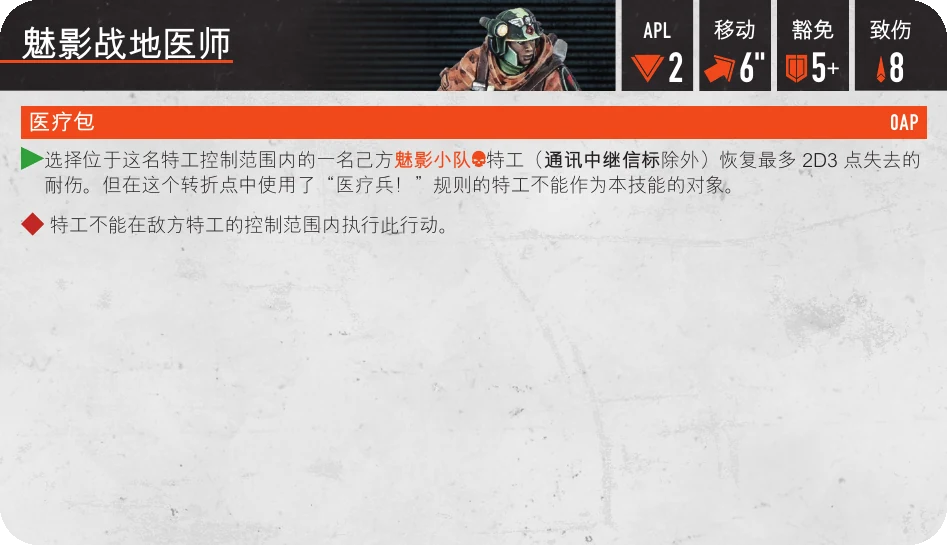 魅影战地医师
APL
2
移动
6"
豁免
5+
致伤
8
医疗包
0AP
选择位于这名特工控制范围内的一名己方魅影小队特工（通讯中继信标除外）恢复最多 2D3 点失去的
耐伤。但在这个转折点中使用了“医疗兵！”规则的特工不能作为本技能的对象。
特工不能在敌方特工的控制范围内执行此行动。